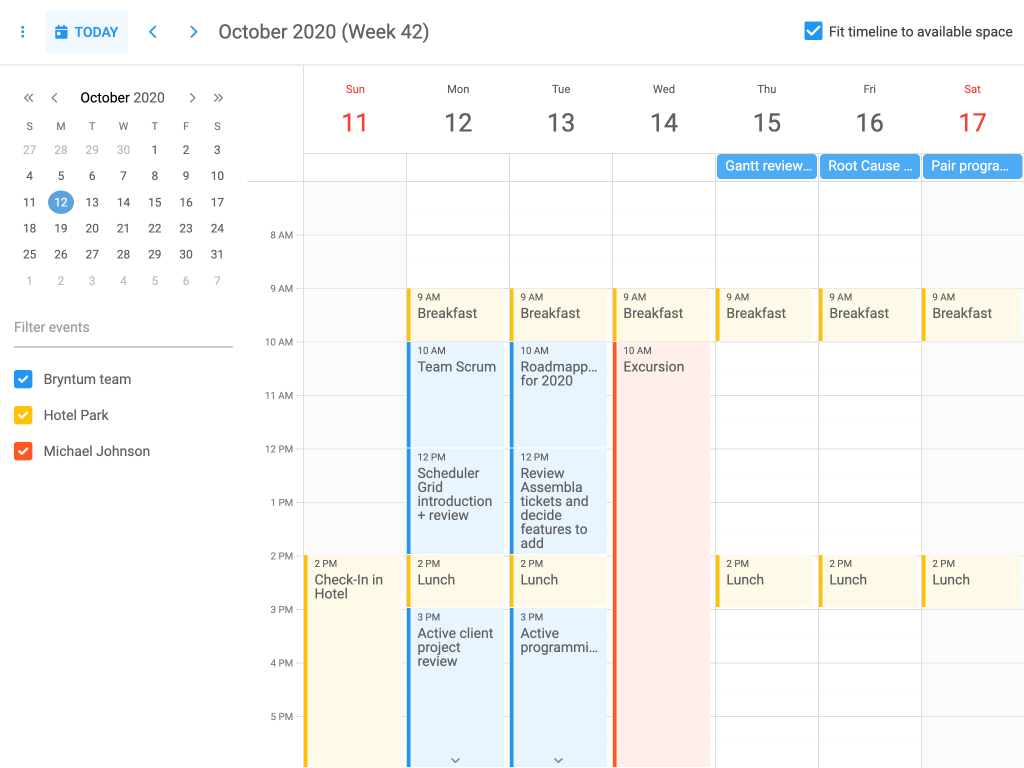 TODAY
October 2020 (Week 42)
Fit timeline to available space
October 2020
S M T W T F S
27 28 29 30 1 2 3
4 5 6 7 8 9 10
11 12 13 14 15 16 17
18 19 20 21 22 23 24
25 26 27 28 29 30 31
1 2 3 4 5 6 7
Filter events
Bryntum team
Hotel Park
Michael Johnson
Sun Mon Tue Wed Thu Fri Sat
11 12 13 14 15 16 17
Gantt review... Root Cause ... Pair progra...
8 AM
9 AM
10 AM
11 AM
12 PM
1 PM
2 PM
3 PM
4 PM
5 PM
2 PM
Check-In in
Hotel
9 AM
Breakfast
10 AM
Team Scrum
12 PM
Scheduler
Grid
introduction
+ review
2 PM
Lunch
3 PM
Active client
project
review
9 AM
Breakfast
10 AM
Roadmapp...
for 2020
12 PM
Review
Assembla
tickets and
decide
features to
add
2 PM
Lunch
3 PM
Active
programmi...
9 AM
Breakfast
10 AM
Excursion
9 AM
Breakfast
2 PM
Lunch
9 AM
Breakfast
2 PM
Lunch
9 AM
Breakfast
2 PM
Lunch